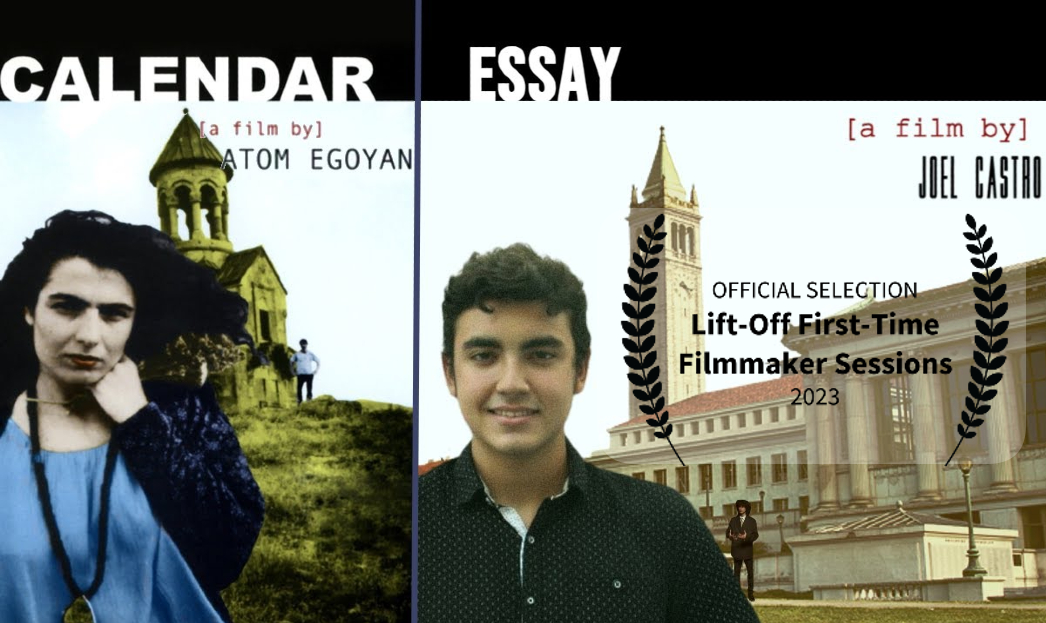 CALENDAR
[a film by]
ATOM EGOYAN
ESSAY
[a film by]
JOEL CASTRO
OFFICIAL SELECTION
Lift-Off First-Time
Filmmaker Sessions
2023